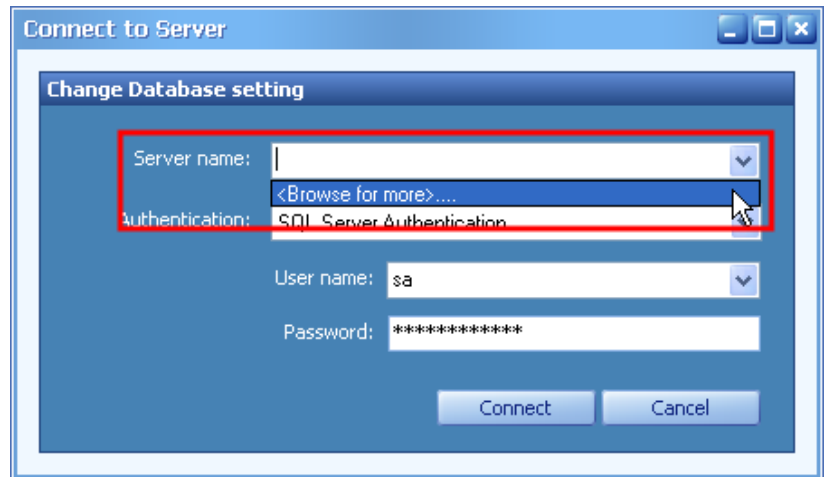 Connect to Server
Change Database setting
Server name:
<Browse for more>....
Authentication: SQL Server Authentication
User name: sa
Password: ************
Connect Cancel